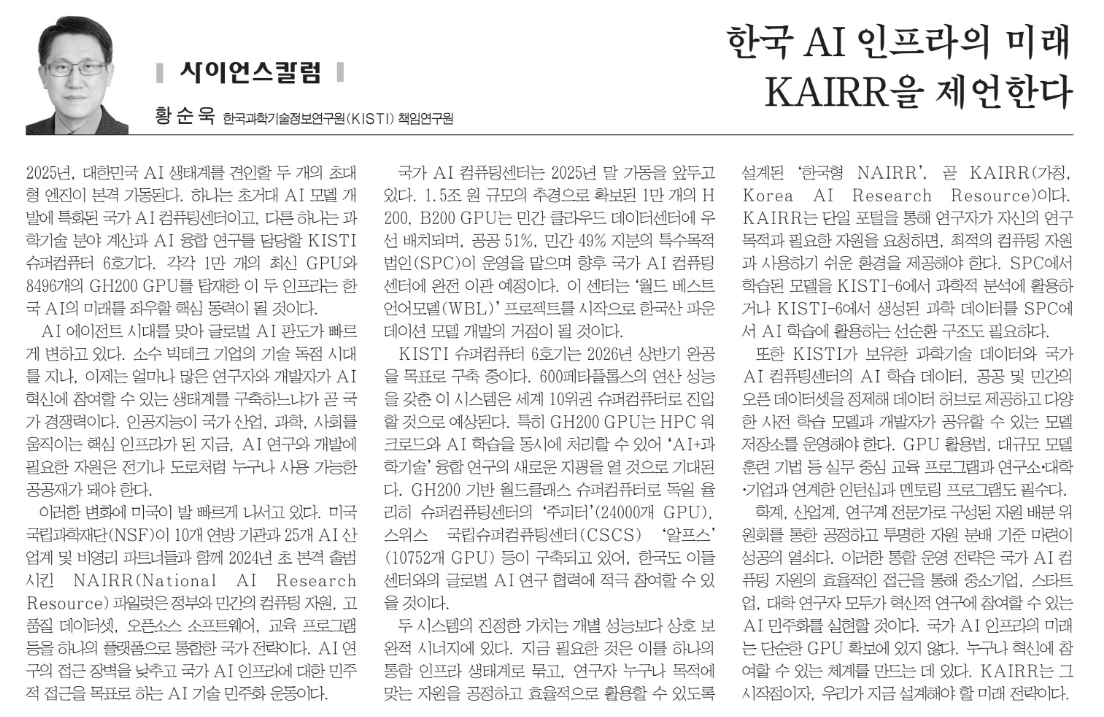 사이언스칼럼
황순욱 한국과학기술정보연구원(KISTI) 책임연구원
한국 AI 인프라의 미래
KAIRR을 제언한다
2025년, 대한민국 AI 생태계를 견인할 두 개의 초대
형 엔진이 본격 가동된다. 하나는 초거대 AI 모델 개
발에 특화된 국가 AI 컴퓨팅센터이고, 다른 하나는 과
학기술 분야 계산과 AI 융합 연구를 담당할 KISTI
슈퍼컴퓨터 6호기다. 각각 1만 개의 최신 GPU와
8496개의 GH200 GPU를 탑재한 이 두 인프라는 한
국 AI의 미래를 좌우할 핵심 동력이 될 것이다.
AI 에이전트 시대를 맞아 글로벌 AI 판도가 빠르
게 변하고 있다. 소수 빅테크 기업의 기술 독점 시대
를 지나, 이제는 얼마나 많은 연구자와 개발자가 AI
혁신에 참여할 수 있는 생태계를 구축하느냐가 곧 국
가 경쟁력이다. 인공지능이 국가 산업, 과학, 사회를
움직이는 핵심 인프라가 된 지금, AI 연구와 개발에
필요한 자원은 전기나 도로처럼 누구나 사용 가능한
공공재가 돼야 한다.
이러한 변화에 미국이 발 빠르게 나서고 있다. 미국
국립과학재단(NSF)이 10개 연방 기관과 25개 AI 산
업계 및 비영리 파트너들과 함께 2024년 초 본격 출범
시킨 NAIRR(National AI Research
Resource) 파일럿은 정부와 민간의 컴퓨팅 자원, 고
품질 데이터셋, 오픈소스 소프트웨어, 교육 프로그램
등을 하나의 플랫폼으로 통합한 국가 전략이다. AI 연
구의 접근 장벽을 낮추고 국가 AI 인프라에 대한 민주
적 접근을 목표로 하는 AI 기술 민주화 운동이다.
국가 AI 컴퓨팅센터는 2025년 말 가동을 앞두고
있다. 1.5조 원 규모의 추경으로 확보된 1만 개의 H
200, B200 GPU는 민간 클라우드 데이터센터에 우
선 배치되며, 공공 51%, 민간 49% 지분의 특수목적
법인(SPC)이 운영을 맡으며 향후 국가 AI 컴퓨팅
센터에 완전 이관 예정이다. 이 센터는 ‘월드 베스트
언어모델(WBL)’ 프로젝트를 시작으로 한국산 파운
데이션 모델 개발의 거점이 될 것이다.
KISTI 슈퍼컴퓨터 6호기는 2026년 상반기 완공
을 목표로 구축 중이다. 600페타플롭스의 연산 성능
을 갖춘 이 시스템은 세계 10위권 슈퍼컴퓨터로 진입
할 것으로 예상된다. 특히 GH200 GPU는 HPC 워
크로드와 AI 학습을 동시에 처리할 수 있어 ‘AI+과
학기술’ 융합 연구의 새로운 지평을 열 것으로 기대된
다. GH200 기반 월드클래스 슈퍼컴퓨터로 독일 율
리히 슈퍼컴퓨팅센터의 ‘주피터’(24000개 GPU),
스위스 국립슈퍼컴퓨팅센터(CSCS) ‘알프스’
(10752개 GPU) 등이 구축되고 있어, 한국도 이들
센터와의 글로벌 AI 연구 협력에 적극 참여할 수 있
을 것이다.
두 시스템의 진정한 가치는 개별 성능보다 상호 보
완적 시너지에 있다. 지금 필요한 것은 이를 하나의
통합 인프라 생태계로 묶고, 연구자 누구나 목적에
맞는 자원을 공정하고 효율적으로 활용할 수 있도록
설계된 ‘한국형 NAIRR’, 곧 KAIRR(가칭,
Korea AI Research Resource)이다.
KAIRR는 단일 포털을 통해 연구자가 자신의 연구
목적과 필요한 자원을 요청하면, 최적의 컴퓨팅 자원
과 사용하기 쉬운 환경을 제공해야 한다. SPC에서
학습된 모델을 KISTI-6에서 과학적 분석에 활용하
거나 KISTI-6에서 생성된 과학 데이터를 SPC에
서 AI 학습에 활용하는 선순환 구조도 필요하다.
또한 KISTI가 보유한 과학기술 데이터와 국가
AI 컴퓨팅센터의 AI 학습 데이터, 공공 및 민간의
오픈 데이터셋을 정제해 데이터 허브로 제공하고 다양
한 사전 학습 모델과 개발자가 공유할 수 있는 모델
저장소를 운영해야 한다. GPU 활용법, 대규모 모델
훈련 기법 등 실무 중심 교육 프로그램과 연구소·대학
·기업과 연계한 인턴십과 멘토링 프로그램도 필수다.
학계, 산업계, 연구계 전문가로 구성된 자원 배분 위
원회를 통한 공정하고 투명한 자원 분배 기준 마련이
성공의 열쇠다. 이러한 통합 운영 전략은 국가 AI 컴
퓨팅 자원의 효율적인 접근을 통해 중소기업, 스타트
업, 대학 연구자 모두가 혁신적 연구에 참여할 수 있는
AI 민주화를 실현할 것이다. 국가 AI 인프라의 미래
는 단순한 GPU 확보에 있지 않다. 누구나 혁신에 참
여할 수 있는 체계를 만드는 데 있다. KAIRR는 그
시작점이자, 우리가 지금 설계해야 할 미래 전략이다.